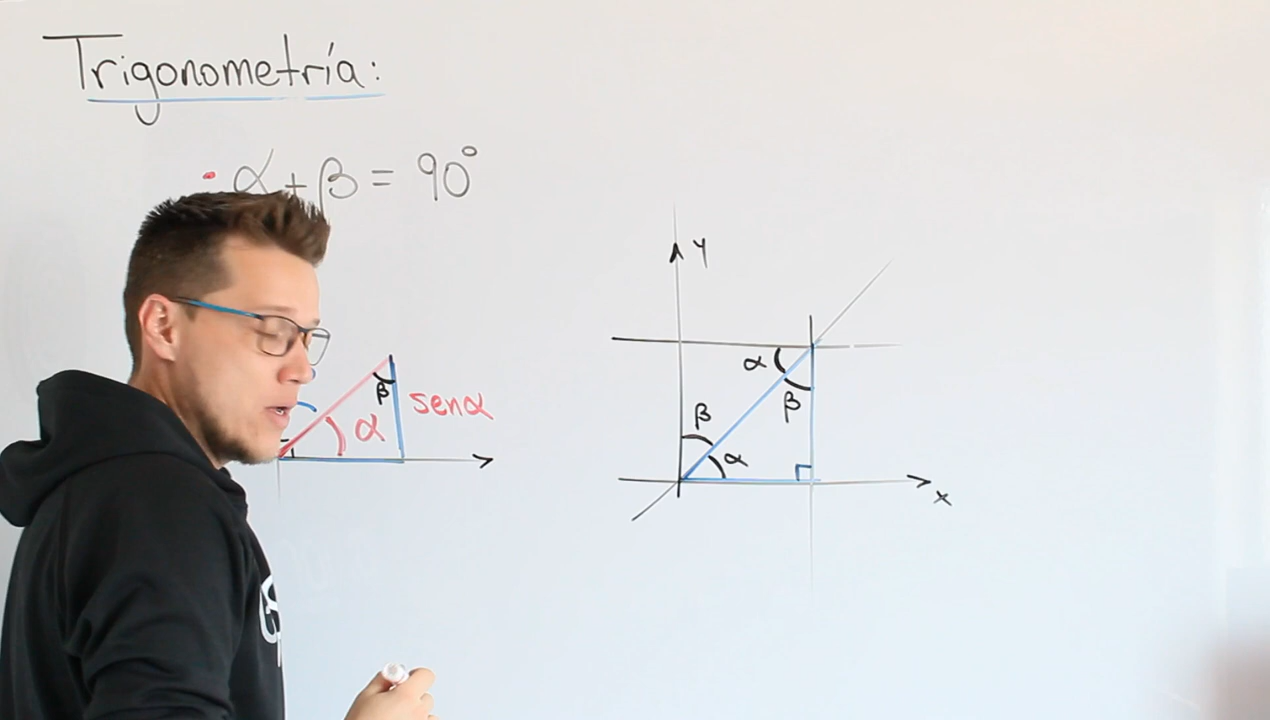 Trigonometría:
• α + β = 90°
y
α
β
β
α
x
β
α
senα